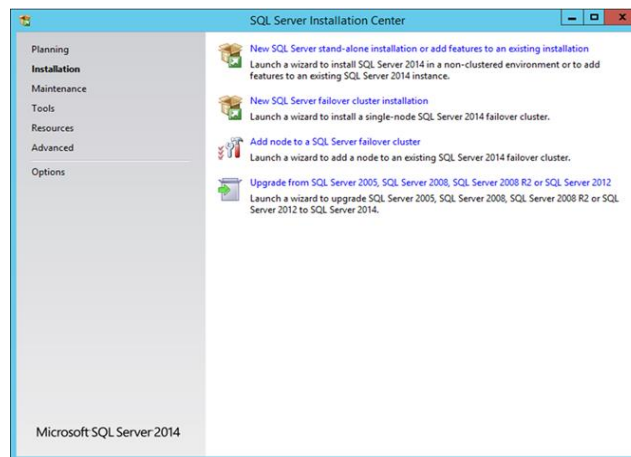 SQL Server Installation Center
Planning
Installation
Maintenance
Tools
Resources
Advanced
Options
New SQL Server stand-alone installation or add features to an existing installation
Launch a wizard to install SQL Server 2014 in a non-clustered environment or to add
features to an existing SQL Server 2014 instance.
New SQL Server failover cluster installation
Launch a wizard to install a single-node SQL Server 2014 failover cluster.
Add node to a SQL Server failover cluster
Launch a wizard to add a node to an existing SQL Server 2014 failover cluster.
Upgrade from SQL Server 2005, SQL Server 2008, SQL Server 2008 R2 or SQL Server 2012
Launch a wizard to upgrade SQL Server 2005, SQL Server 2008, SQL Server 2008 R2 or SQL
Server 2012 to SQL Server 2014.
Microsoft SQL Server 2014